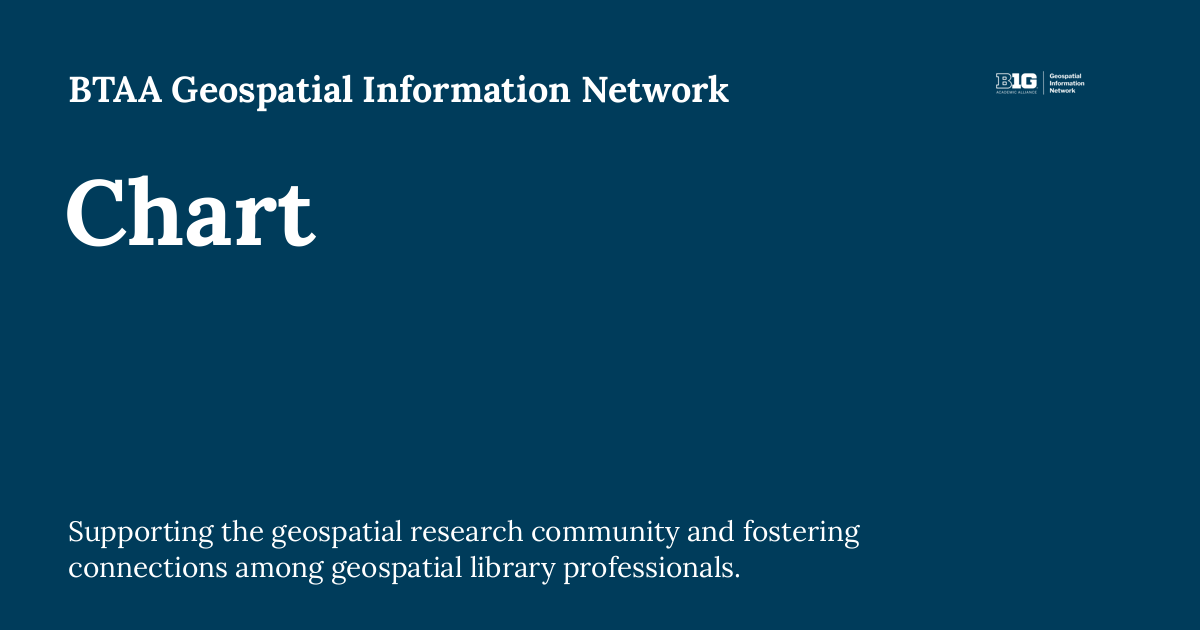 BTAA Geospatial Information Network
B1G
ACADEMIC ALLIANCE
Geospatial
Information
Network
Chart
Supporting the geospatial research community and fostering
connections among geospatial library professionals.